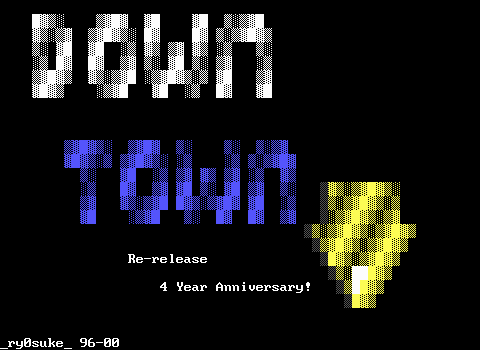 DOWN
TOWN
Re-release
4 Year Anniversary!
_ry0suke_ 96-00